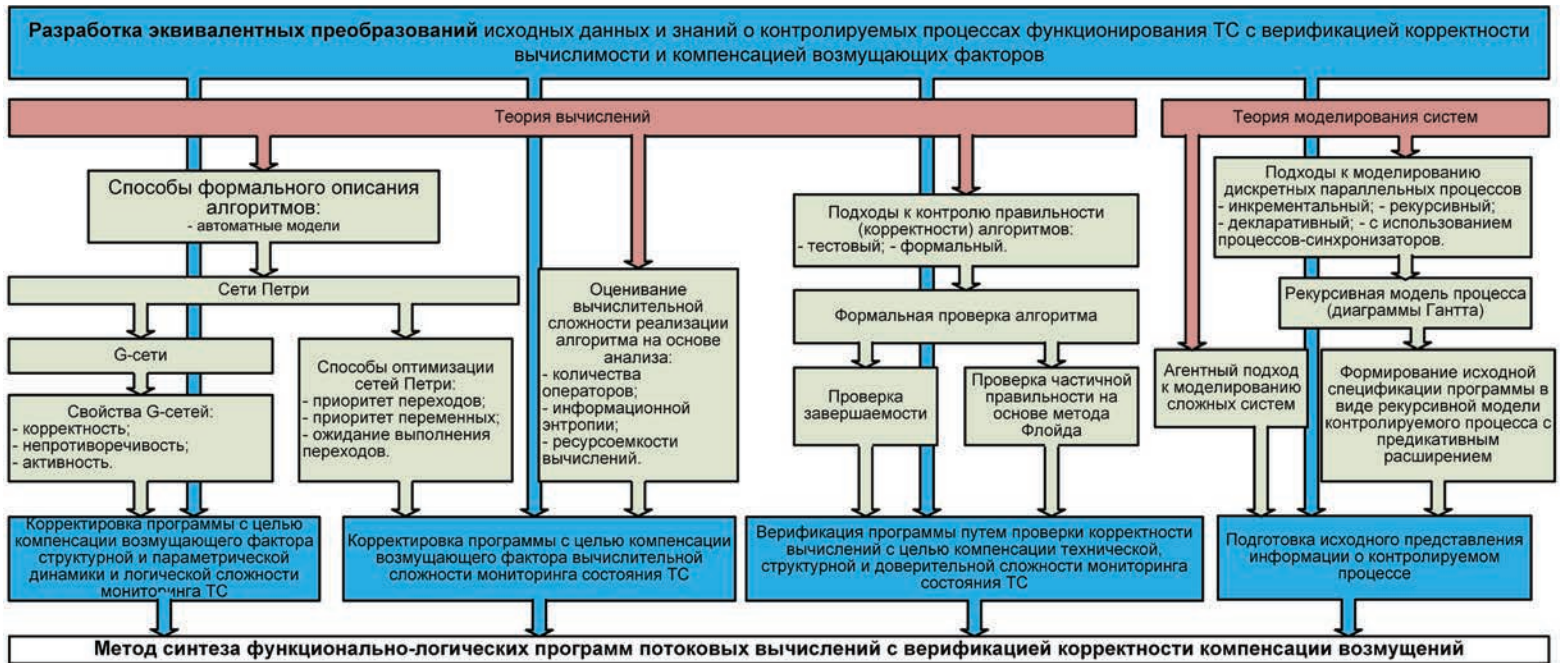 Разработка эквивалентных преобразований исходных данных и знаний о контролируемых процессах функционирования ТС с верификацией корректности
вычислимости и компенсацией возмущающих факторов
Теория вычислений
Теория моделирования систем
Способы формального описания
алгоритмов:
- автоматные модели
Сети Петри
G-сети
Свойства G-сетей:
- корректность;
- непротиворечивость;
- активность.
Способы оптимизации
сетей Петри:
- приоритет переходов;
- приоритет переменных;
- ожидание выполнения
переходов.
Оценивание
вычислительной
сложности реализации
алгоритма на основе
анализа:
- количества
операторов;
- информационной
энтропии;
- ресурсоемкости
вычислений.
Подходы к контролю правильности
(корректности) алгоритмов:
- тестовый; - формальный.
Формальная проверка алгоритма
Проверка
завершаемости
Проверка частичной
правильности на
основе метода
Флойда
Подходы к моделированию
дискретных параллельных процессов
- инкрементальный; - рекурсивный;
- декларативный; - с использованием
процессов-синхронизаторов.
Рекурсивная модель процесса
(диаграммы Гантта)
Агентный подход
к моделированию
сложных систем
Формирование исходной
спецификации программы в
виде рекурсивной модели
контролируемого процесса с
предикативным
расширением
Корректировка программы с целью
компенсации возмущающего фактора
структурной и параметрической
динамики и логической сложности
мониторинга ТС
Корректировка программы с целью компенсации
возмущающего фактора вычислительной
сложности мониторинга состояния ТС
Верификация программы путем проверки корректности
вычислений с целью компенсации технической,
структурной и доверительной сложности мониторинга
состояния ТС
Подготовка исходного представления
информации о контролируемом
процессе
Метод синтеза функционально-логических программ потоковых вычислений с верификацией корректности компенсации возмущений